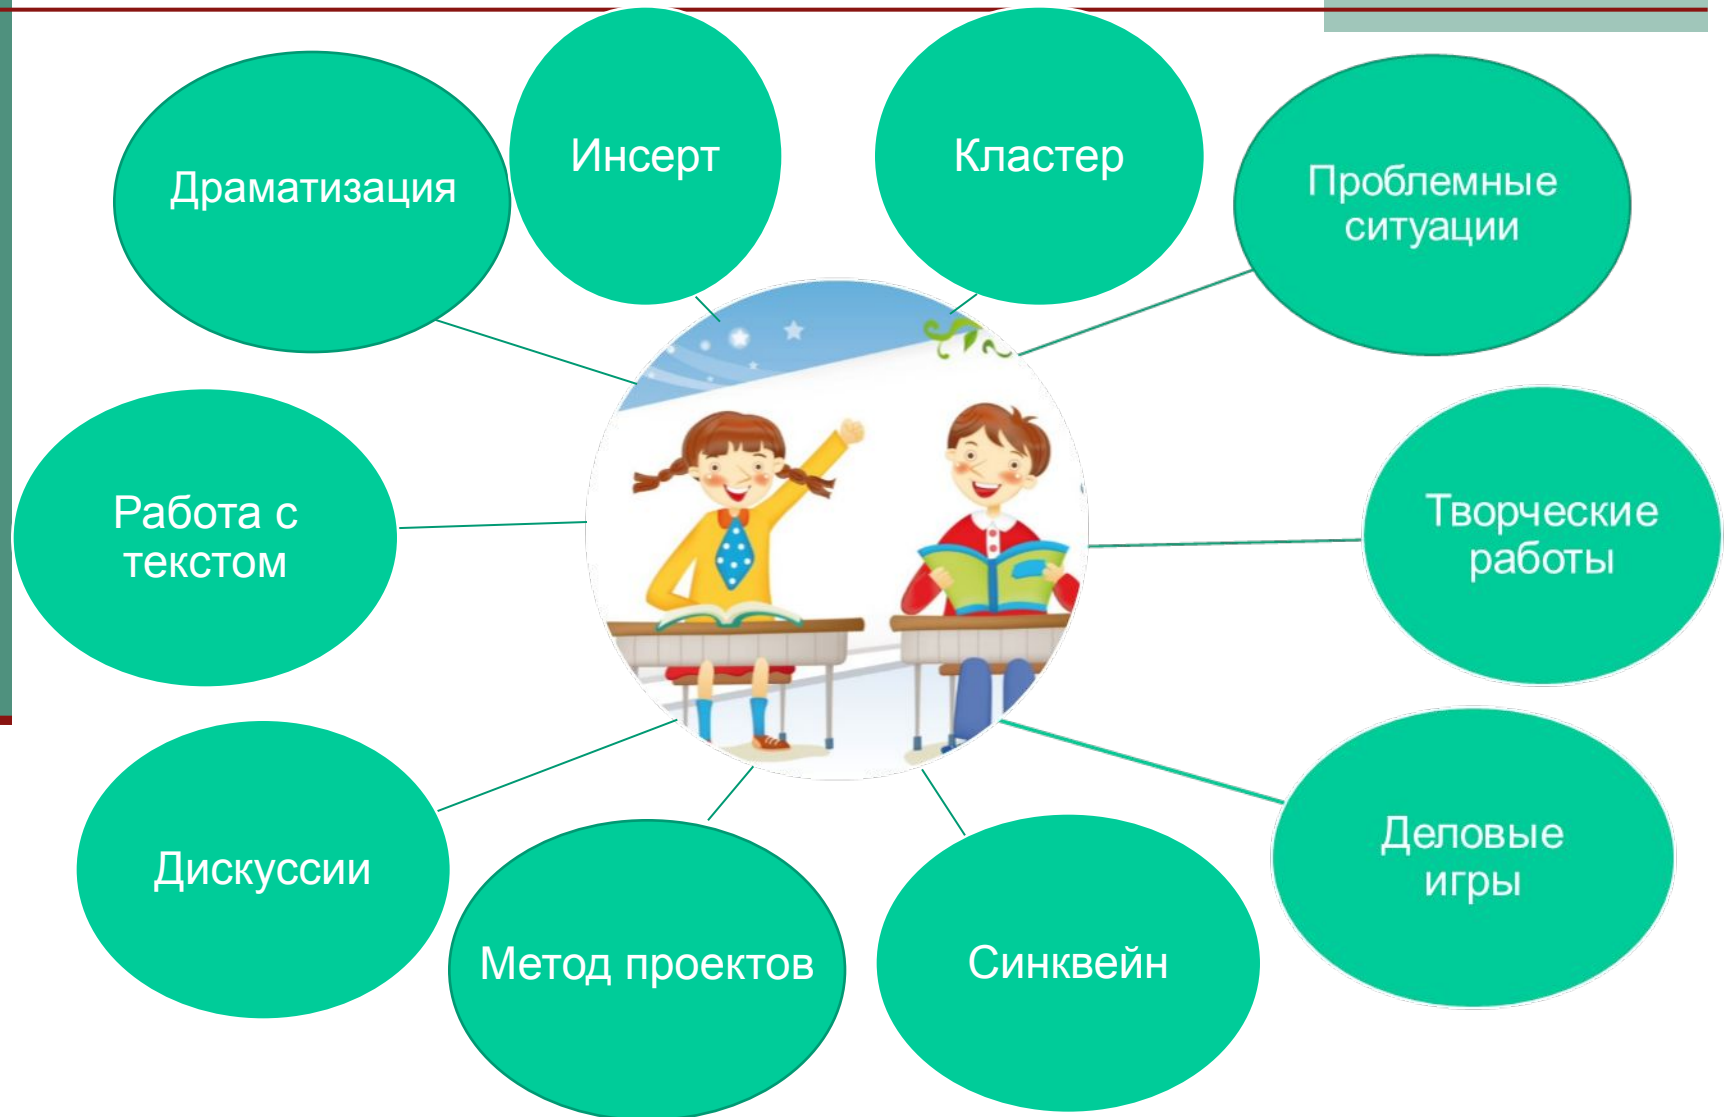 Драматизация
Инсерт
Кластер
Проблемные
ситуации
Работа с
текстом
Творческие
работы
Дискуссии
Метод проектов
Синквейн
Деловые
игры